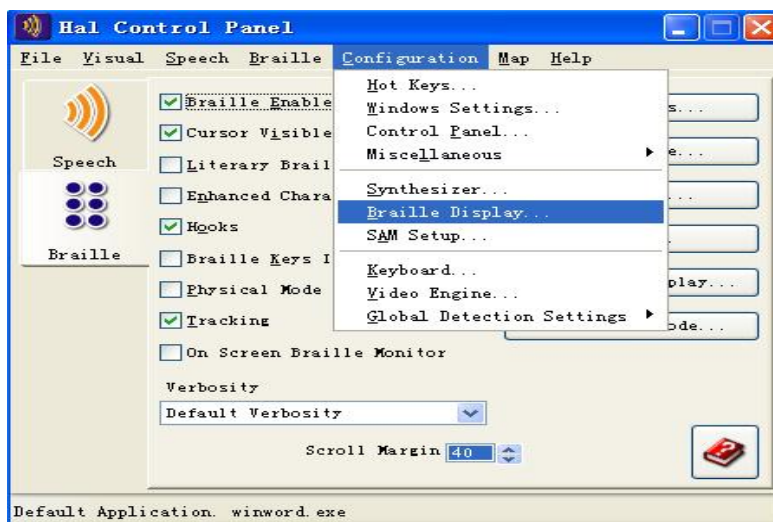 Hal Control Panel
File Visual Speech Braille Configuration Map Help
Hot Keys...
Windows Settings...
Control Panel...
Miscellaneous
Synthesizer...
Braille Display...
SAM Setup...
Keyboard...
Video Engine...
Global Detection Settings
Speech
Braille
Braille Enable
Cursor Visible
Literary Brail
Enhanced Chara
Hooks
Braille Keys I
Physical Mode
Tracking
On Screen Braille Monitor
s...
e...
...
.
play...
ode...
Verbosity
Default Verbosity
Scroll Margin 40
Default Appli cation. winword.exe